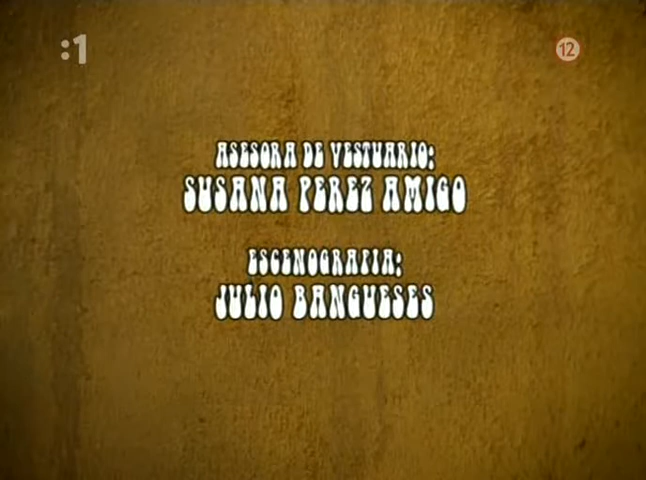 :1
12
ASESORA DE VESTUARIO:
SUSANA PEREZ AMIGO
ESCENOGRAFIA:
JULIO BANGUESES